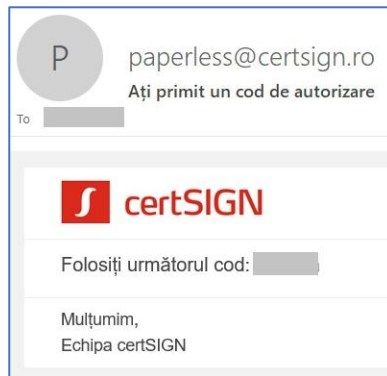 P
paperless@certsign.ro
Ați primit un cod de autorizare
To
certSIGN
Folosiți următorul cod:
Mulțumim,
Echipa certSIGN